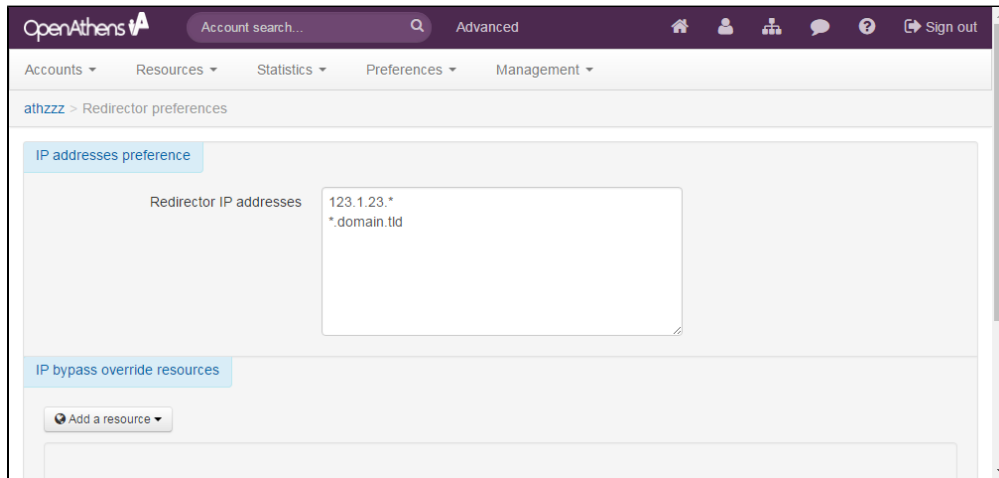 OpenAthens Account search... Advanced Sign out
Accounts Resources Statistics Preferences Management
athzzz > Redirector preferences
IP addresses preference
Redirector IP addresses
123.1.23.*
*.domain.tld
IP bypass override resources
Add a resource